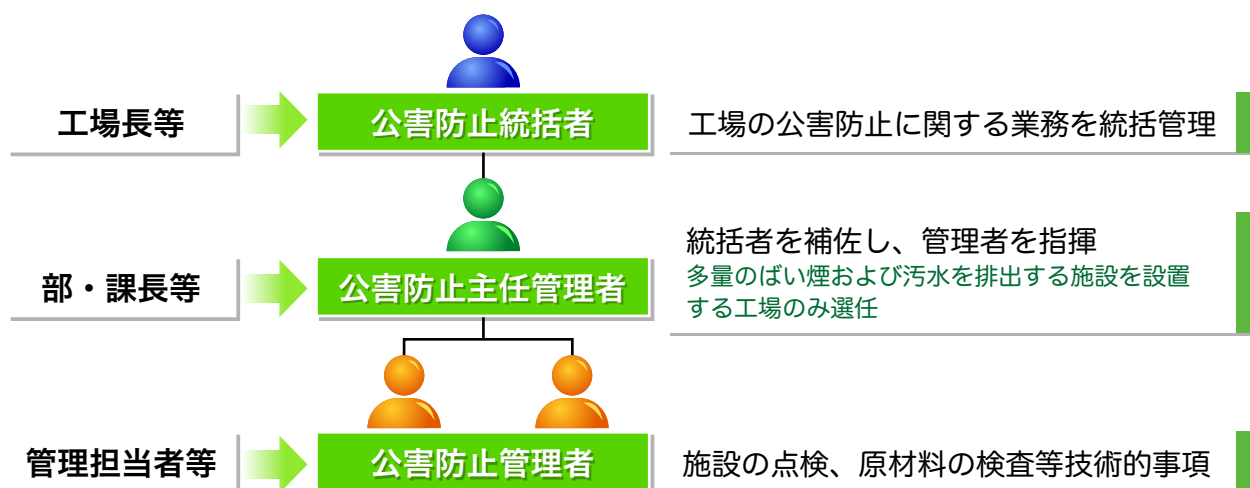 工場長等
公害防止統括者
工場の公害防止に関する業務を統括管理
部・課長等
公害防止主任管理者
統括者を補佐し、管理者を指揮
多量のばい煙および汚水を排出する施設を設置
する工場のみ選任
管理担当者等
公害防止管理者
施設の点検、原材料の検査等技術的事項